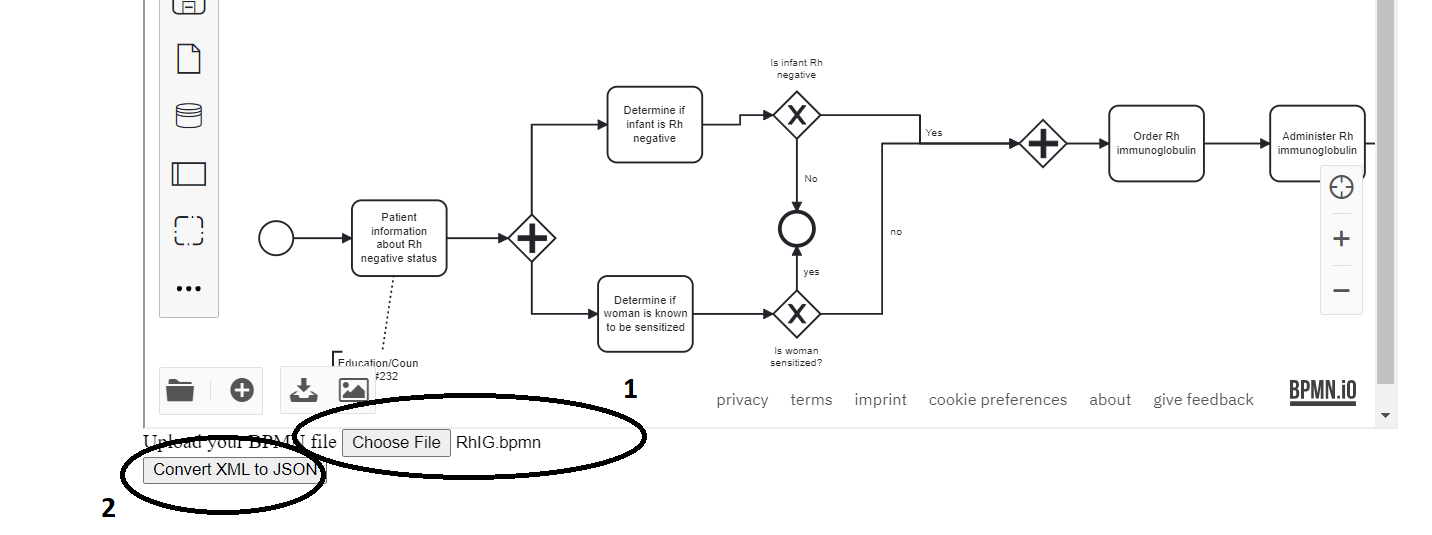 Is infant Rh
negative
Determine if
infant is Rh
negative
Yes
Order Rh
immunoglobulin
Administer Rh
immunoglobulin
No
Patient
information
about Rh
negative status
no
yes
Determine if
woman is known
to be sensitized
Is woman
sensitized?
Education/Coun
#232
1
privacy terms imprint cookie preferences about give feedback
BPMN.iO
Upload your BPMN file Choose File RhIG.bpmn
Convert XML to JSON
2